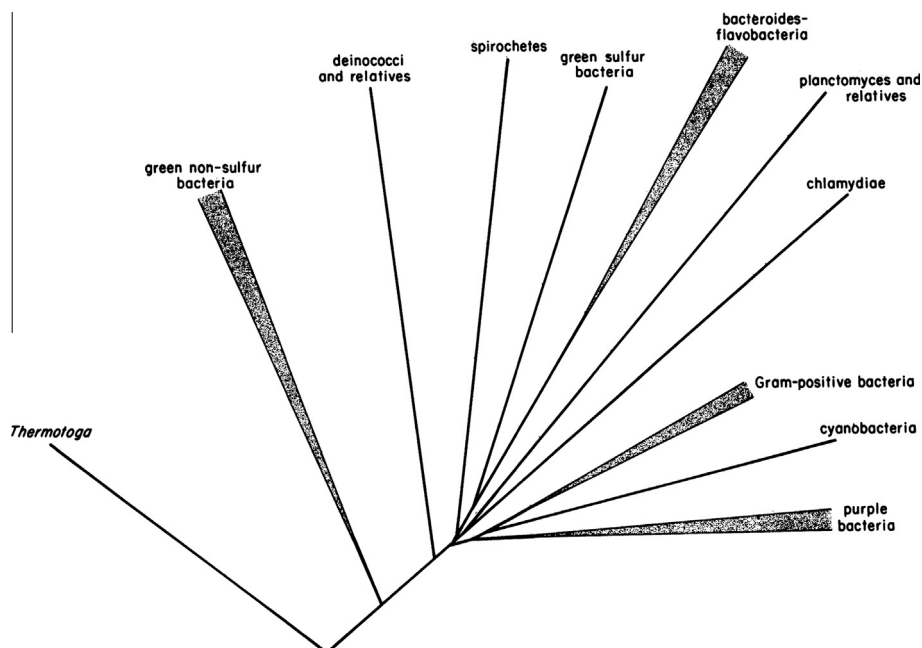 bacteroides-
flavobacteria
spirochetes
green sulfur
bacteria
deinococci
and relatives
planctomyces and
relatives
green non-sulfur
bacteria
chlamydiae
Gram-positive bacteria
Thermotoga
cyanobacteria
purple
bacteria